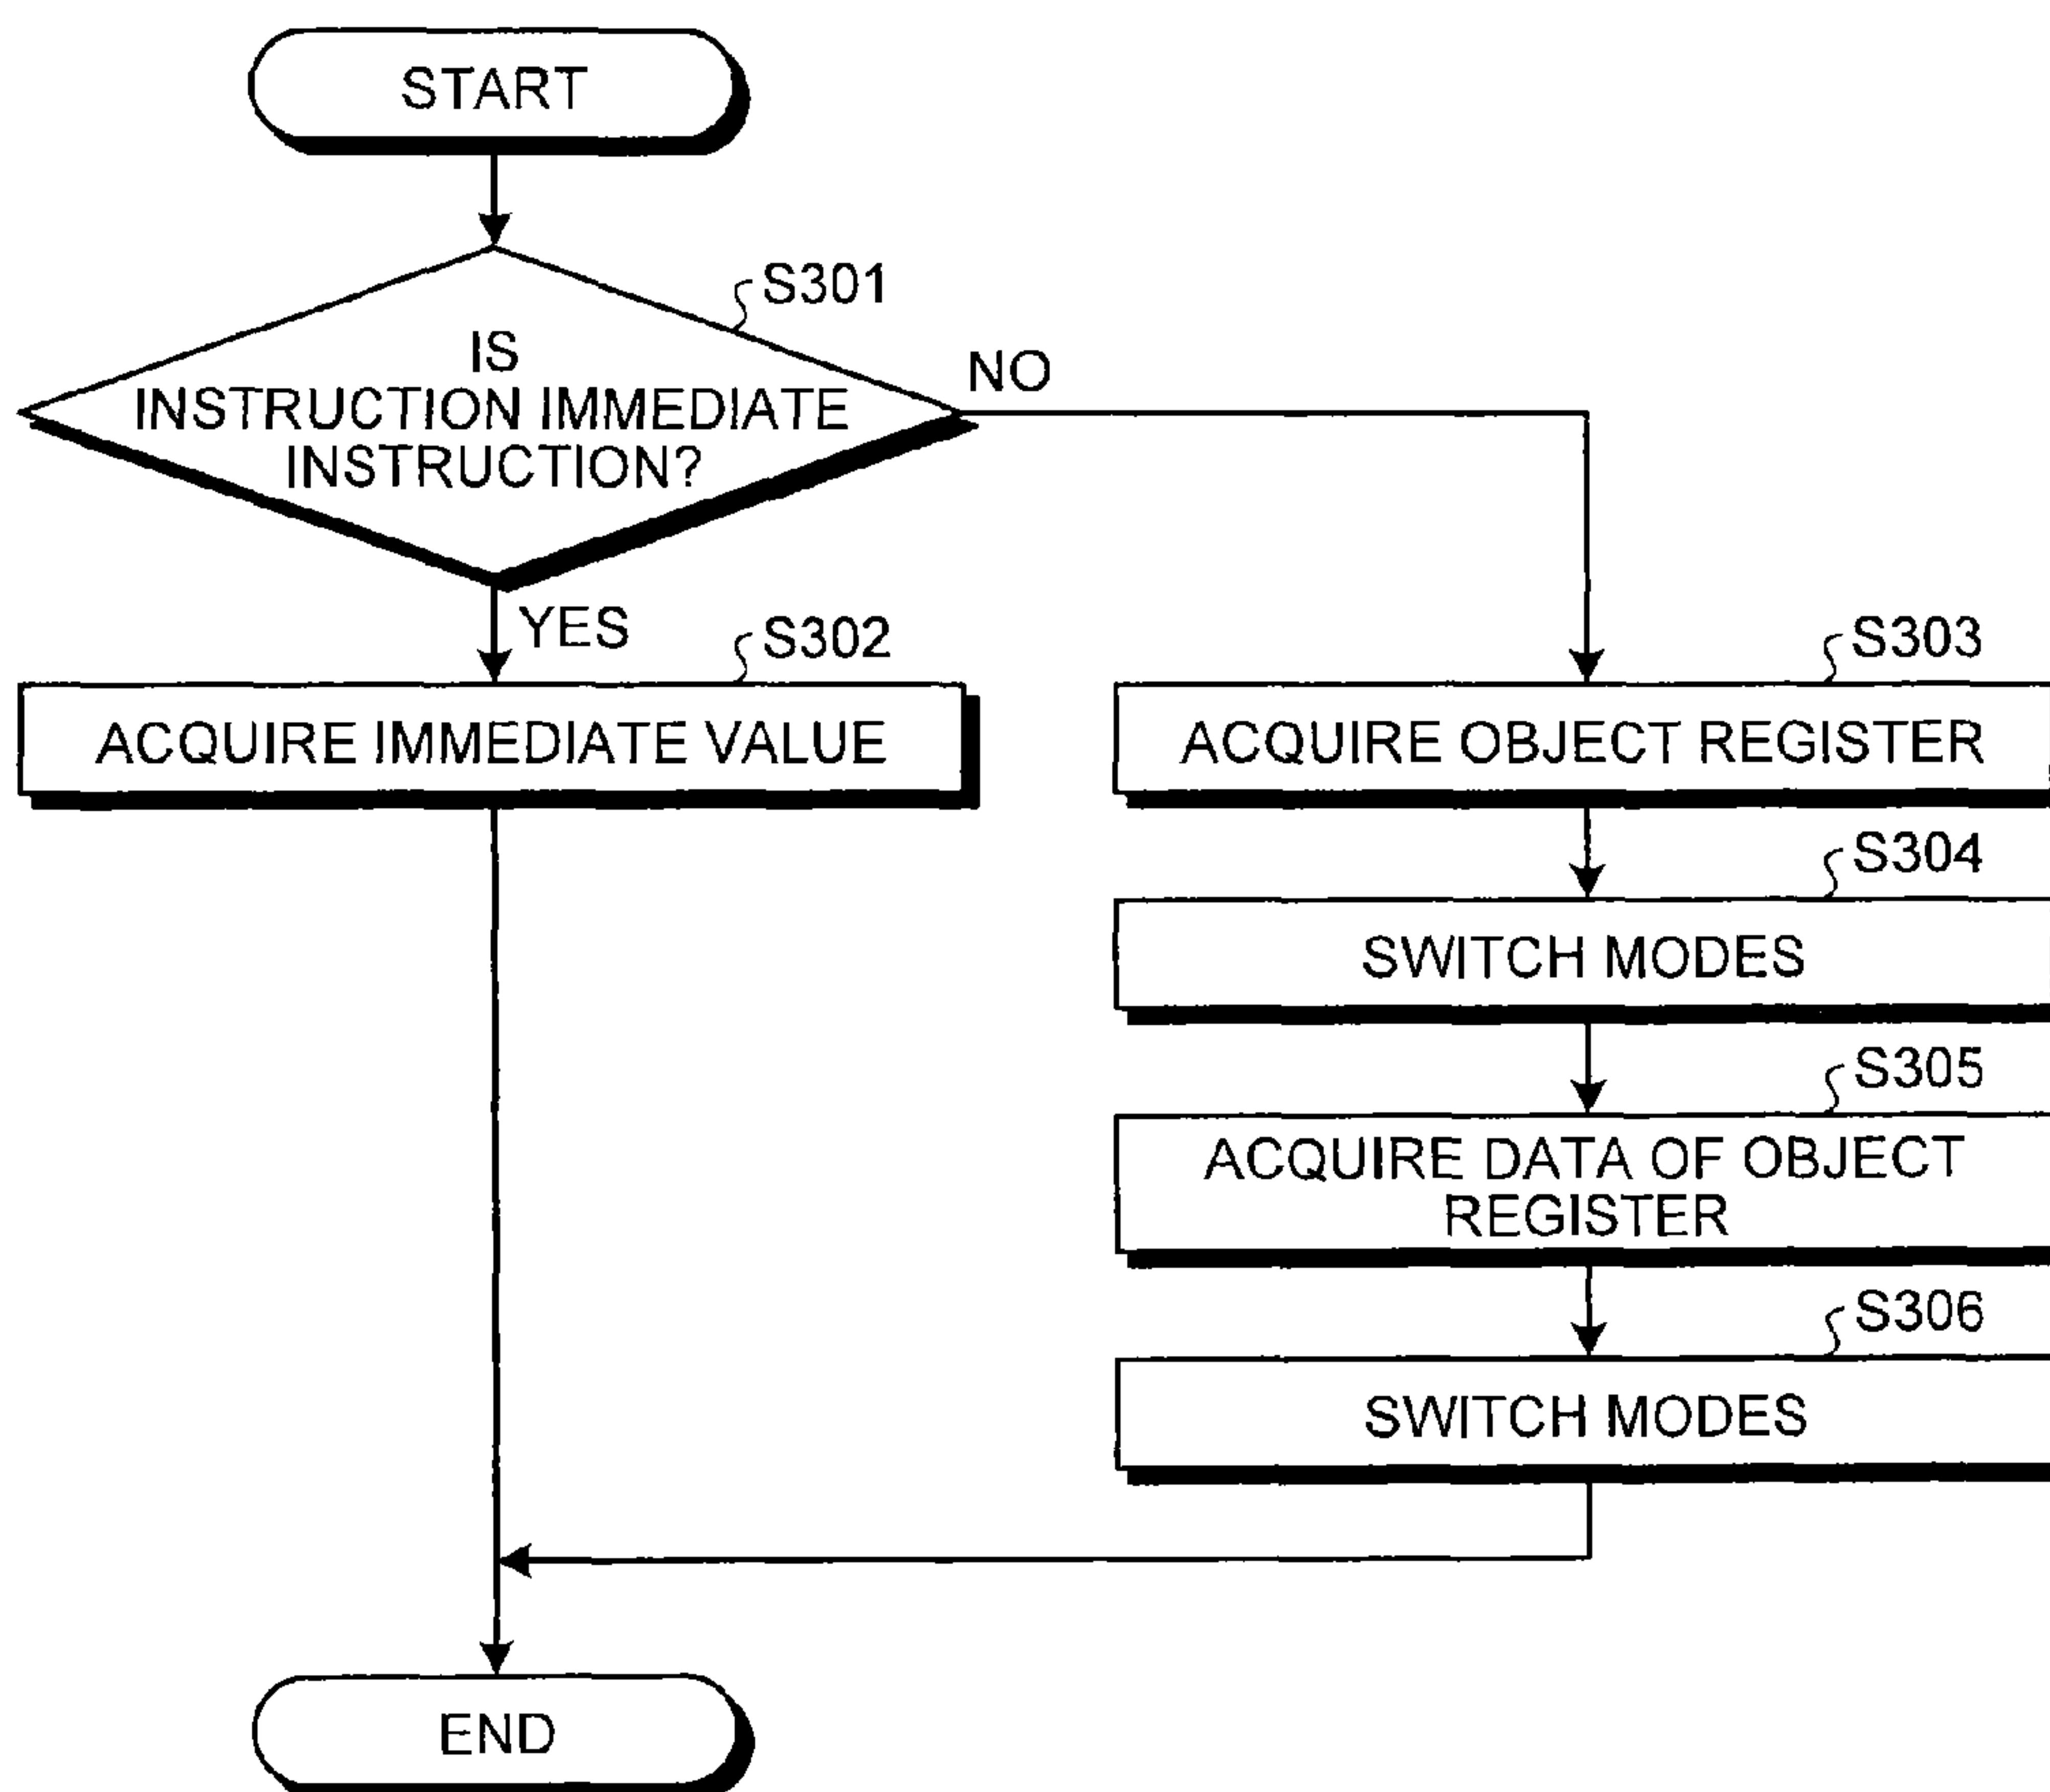 START
S301
IS
INSTRUCTION IMMEDIATE
INSTRUCTION?
NO
YES
S302
ACQUIRE IMMEDIATE VALUE
S303
ACQUIRE OBJECT REGISTER
S304
SWITCH MODES
S305
ACQUIRE DATA OF OBJECT
REGISTER
S306
SWITCH MODES
END